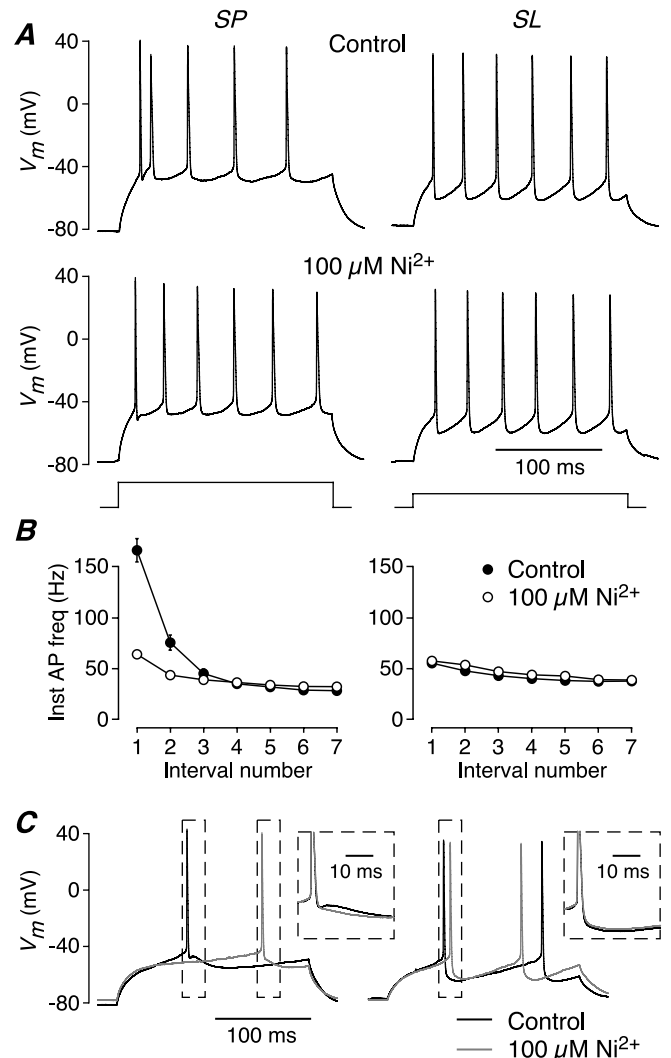 A SP SL
Control
40
0
-40
-80
Vm (mV)
100 µM Ni2+
40
0
-40
-80
Vm (mV)
100 ms
B
150
100
50
0
Inst AP freq (Hz)
1 2 3 4 5 6 7
Interval number
150
100
50
0
Control
100 µM Ni2+
1 2 3 4 5 6 7
Interval number
C
40
0
-40
-80
Vm (mV)
10 ms
10 ms
100 ms
Control
100 µM Ni2+